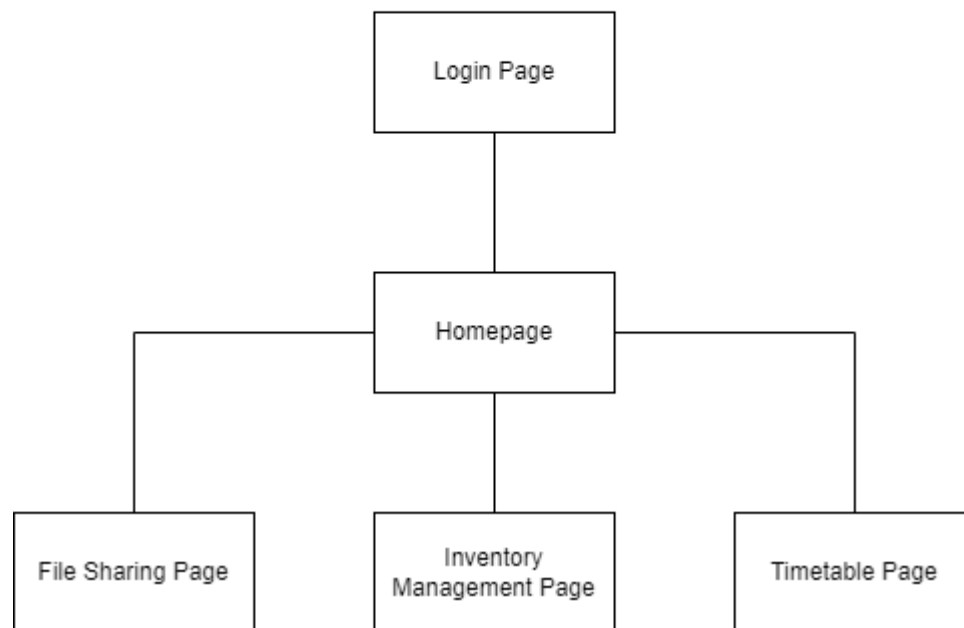 Login Page
Homepage
File Sharing Page
Inventory
Management Page
Timetable Page